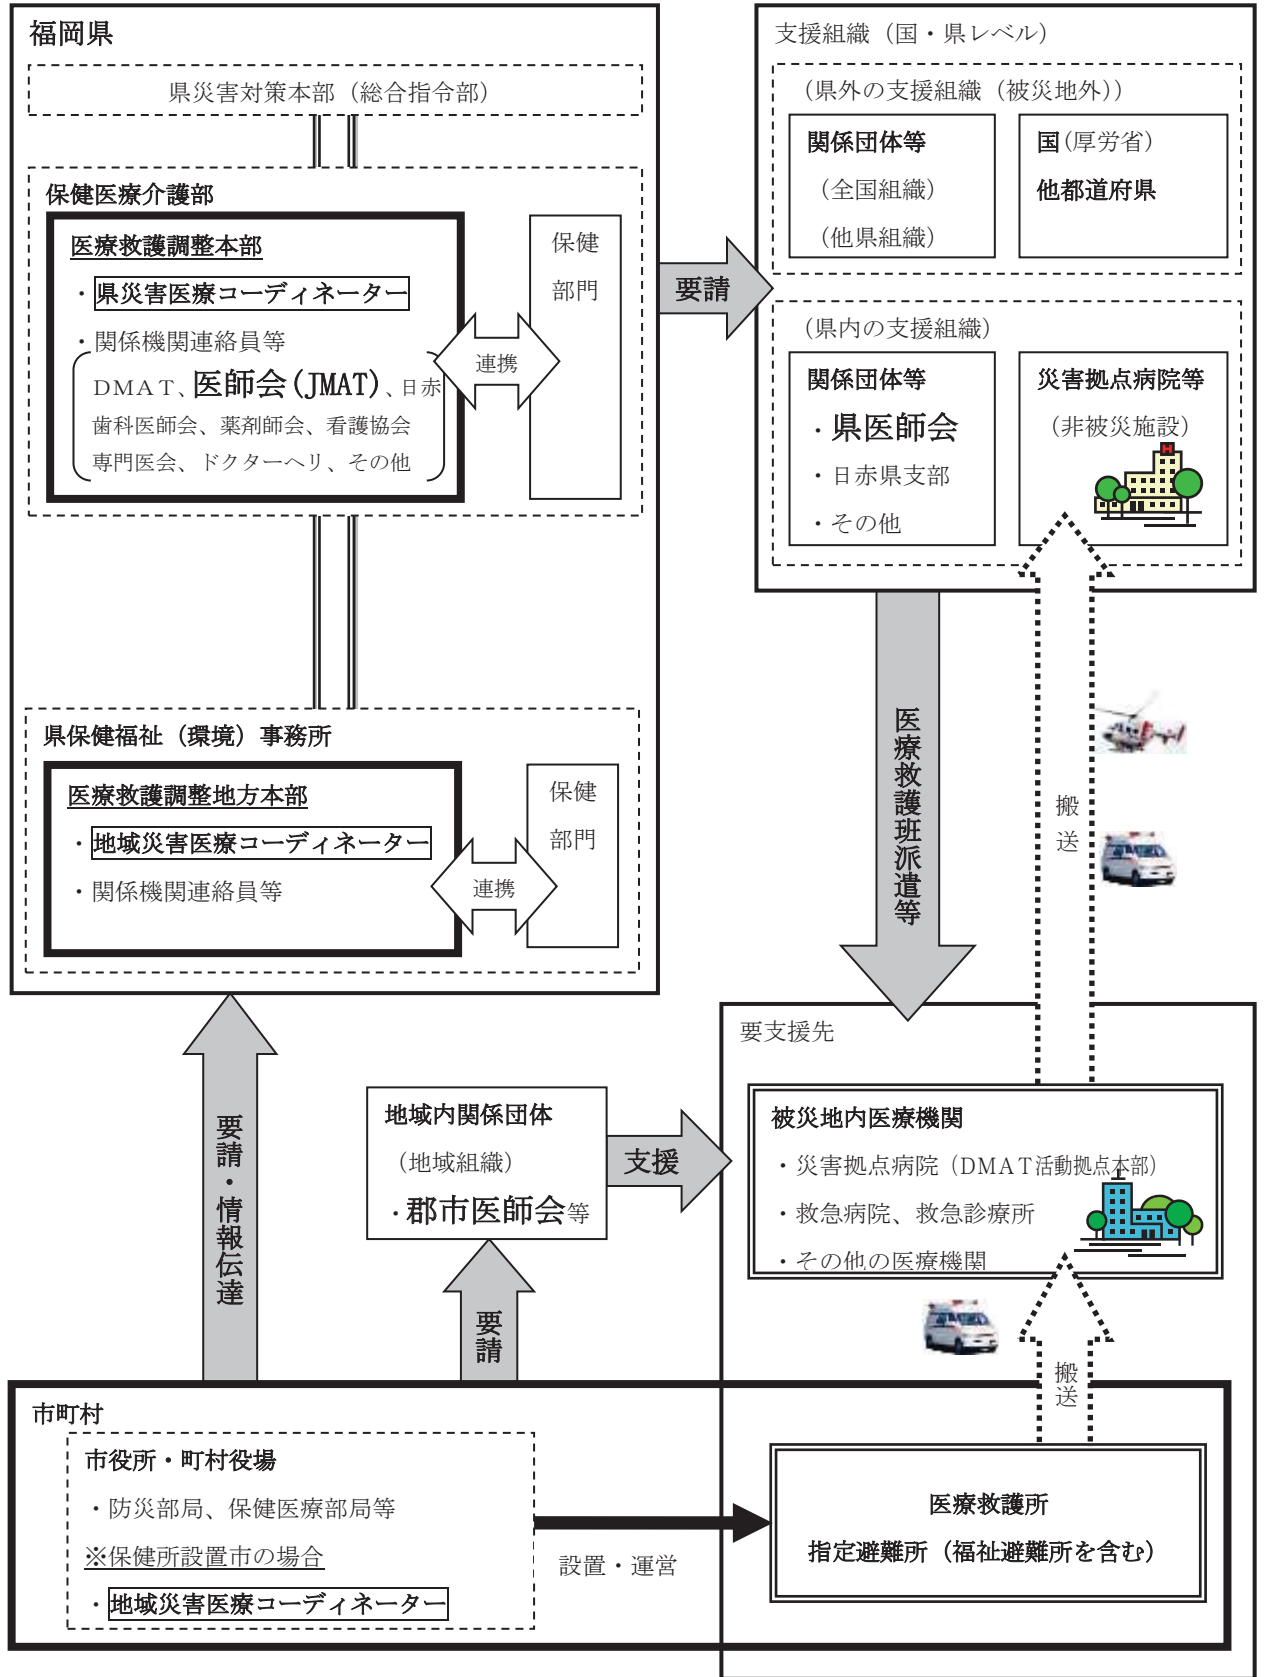 福岡県
県災害対策本部（総合指令部）
保健医療介護部
医療救護調整本部
・県災害医療コーディネーター
・関係機関連絡員等
DMAT、医師会(JMAT)、日赤
歯科医師会、薬剤師会、看護協会
専門医会、ドクターヘリ、その他
連携
保健
部門
県保健福祉（環境）事務所
医療救護調整地方本部
・地域災害医療コーディネーター
・関係機関連絡員等
連携
保健
部門
要請
支援組織（国・県レベル）
（県外の支援組織（被災地外））
関係団体等
（全国組織）
（他県組織）
国(厚労省)
他都道府県
（県内の支援組織）
関係団体等
・県医師会
・日赤県支部
・その他
災害拠点病院等
（非被災施設）
H
医療救護班派遣等
搬送
要請・情報伝達
地域内関係団体
（地域組織）
・郡市医師会等
支援
要請
要支援先
被災地内医療機関
・災害拠点病院（DMAT活動拠点本部）
・救急病院、救急診療所
・その他の医療機関
搬送
市町村
市役所・町村役場
・防災部局、保健医療部局等
※保健所設置市の場合
・地域災害医療コーディネーター
設置・運営
医療救護所
指定避難所（福祉避難所を含む）